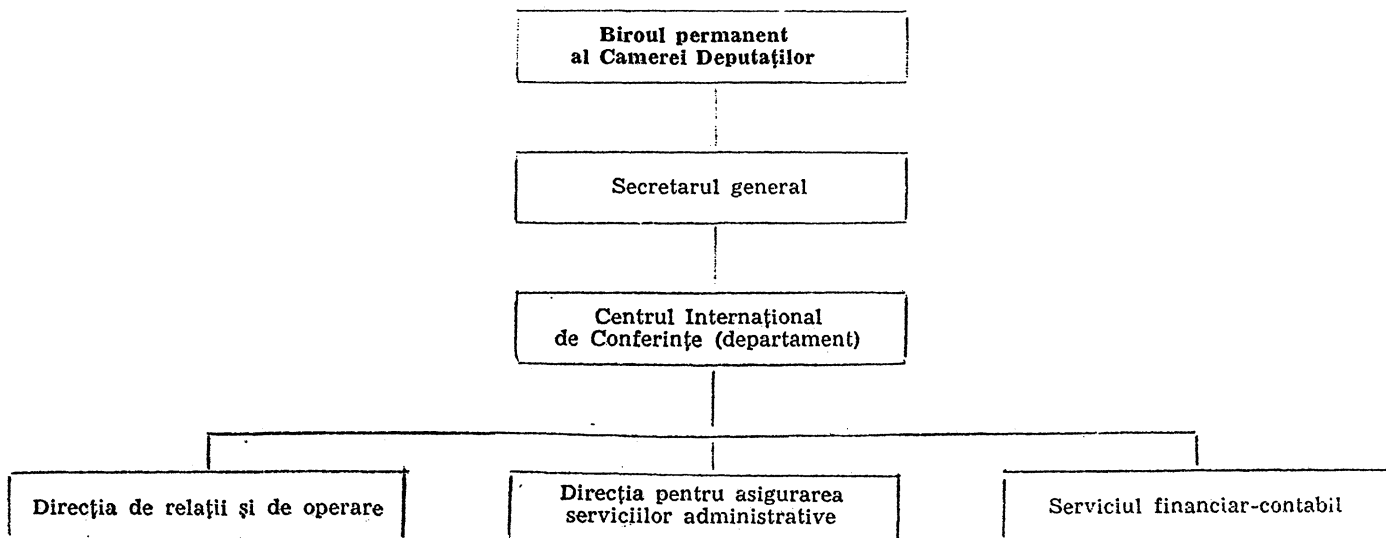 Biroul permanent
al Camerei Deputaţilor
Secretarul general
Centrul Internaţional
de Conferinţe (departament)
Direcţia de relaţii şi de operare
Direcţia pentru asigurarea
serviciilor administrative
Serviciul financiar-contabil